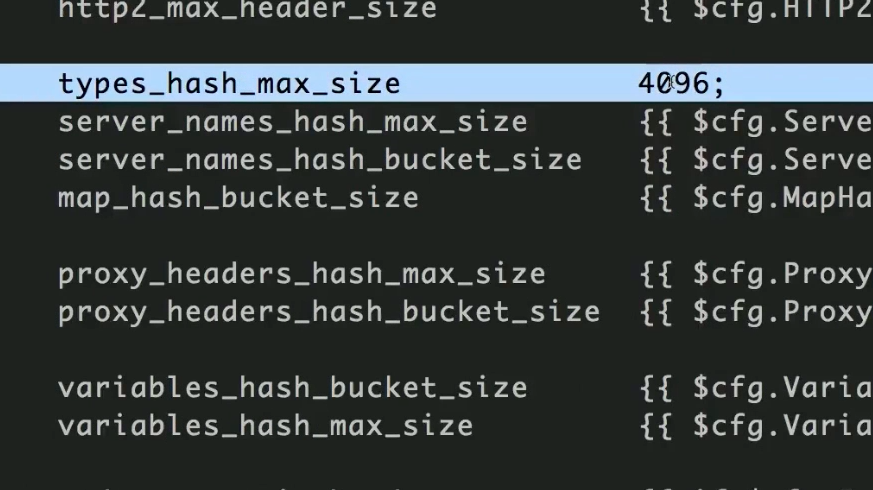 http2_max_header_size {{ $cfg.HTTP2
types_hash_max_size 4096;
server_names_hash_max_size {{ $cfg.Serve
server_names_hash_bucket_size {{ $cfg.Serve
map_hash_bucket_size {{ $cfg.MapHa
proxy_headers_hash_max_size {{ $cfg.Proxy
proxy_headers_hash_bucket_size {{ $cfg.Proxy
variables_hash_bucket_size {{ $cfg.Varia
variables_hash_max_size {{ $cfg.Varia